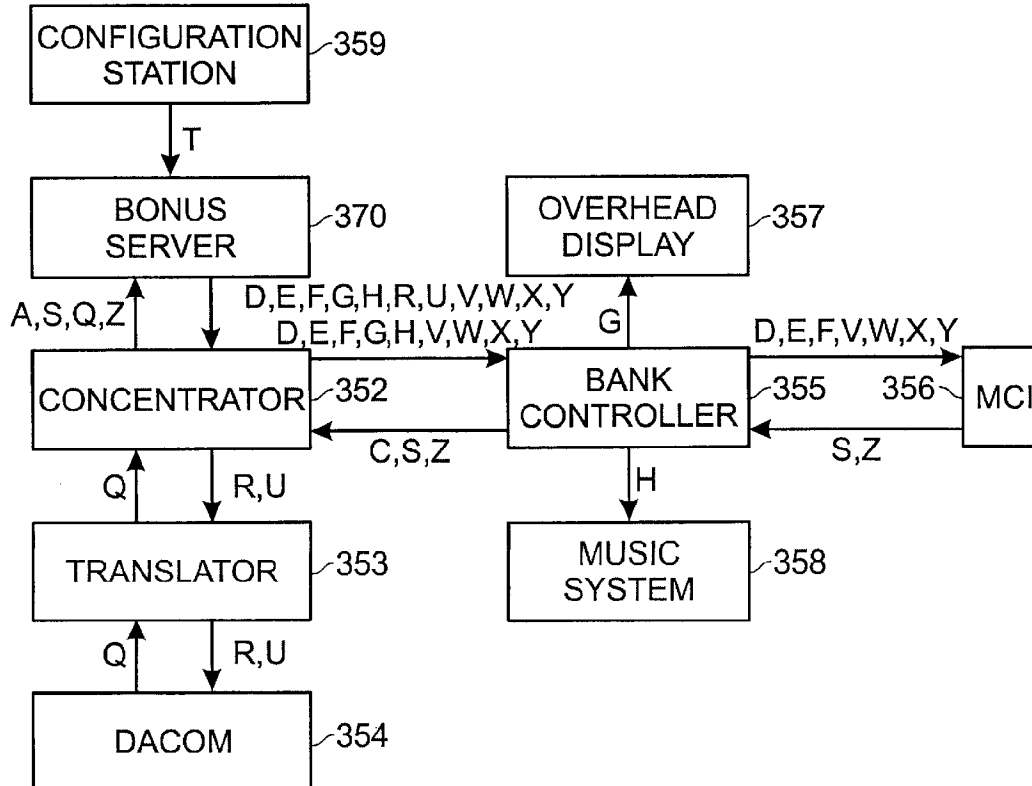 CONFIGURATION
STATION
359
T
BONUS
SERVER
370
OVERHEAD
DISPLAY
357
A,S,Q,Z
D,E,F,G,H,R,U,V,W,X,Y
D,E,F,G,H,V,W,X,Y
G
D,E,F,V,W,X,Y
CONCENTRATOR
352
BANK
CONTROLLER
355
356
MCI
C,S,Z
S,Z
Q
R,U
H
TRANSLATOR
353
MUSIC
SYSTEM
358
Q
R,U
DACOM
354